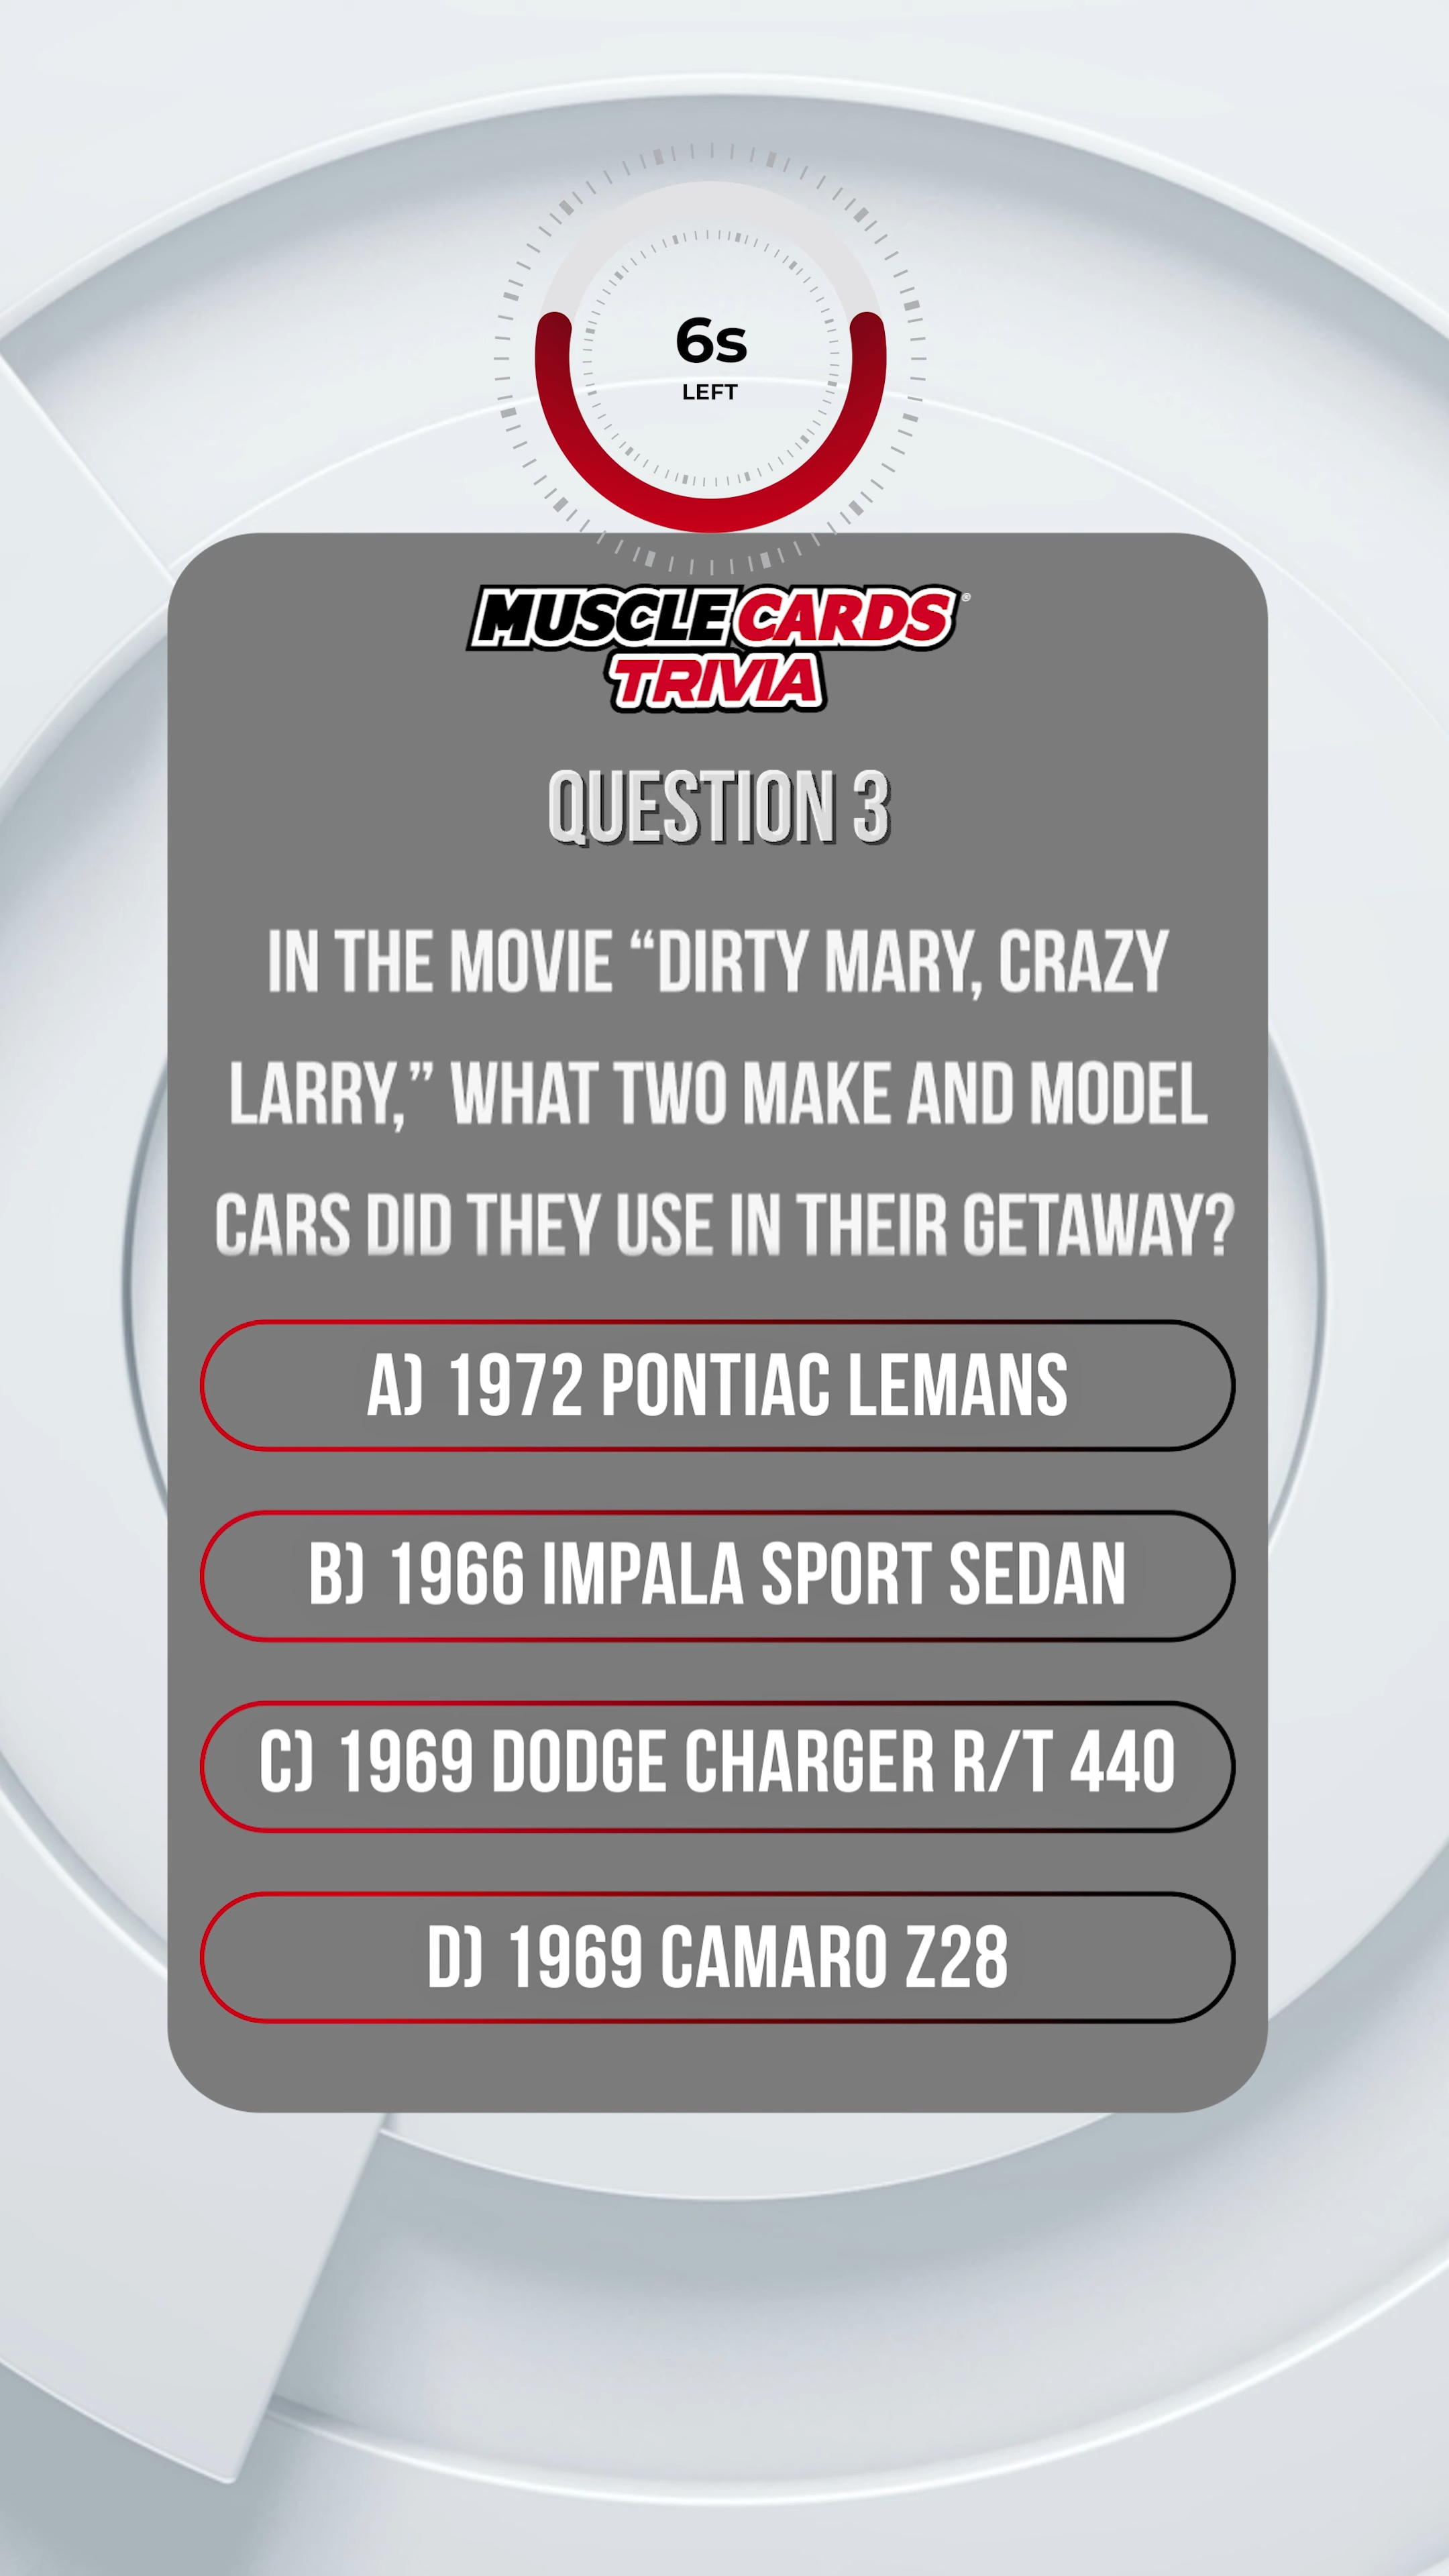 6s
LEFT
MUSCLE CARDS®
TRIVIA
QUESTION 3
IN THE MOVIE “DIRTY MARY, CRAZY
LARRY,” WHAT TWO MAKE AND MODEL
CARS DID THEY USE IN THEIR GETAWAY?
A) 1972 PONTIAC LEMANS
B) 1966 IMPALA SPORT SEDAN
C) 1969 DODGE CHARGER R/T 440
D) 1969 CAMARO Z28